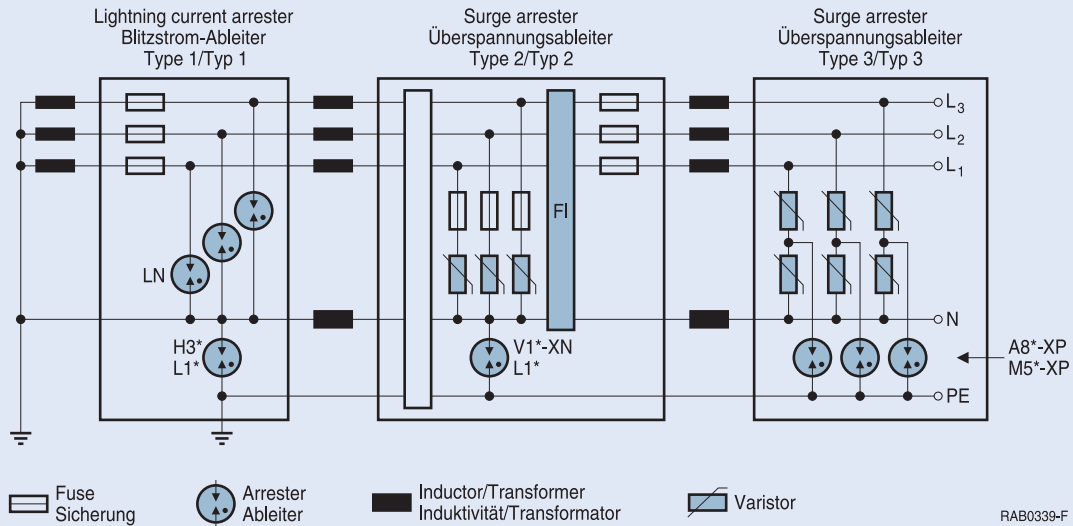 Lightning current arrester
Blitzstrom-Ableiter
Type 1/Typ 1
Surge arrester
Überspannungsableiter
Type 2/Typ 2
Surge arrester
Überspannungsableiter
Type 3/Typ 3
L3
L2
L1
FI
LN
N
H3*
L1*
V1*-XN
L1*
A8*-XP
M5*-XP
PE
Fuse
Sicherung
Arrester
Ableiter
Inductor/Transformer
Induktivität/Transformator
Varistor
RAB0339-F